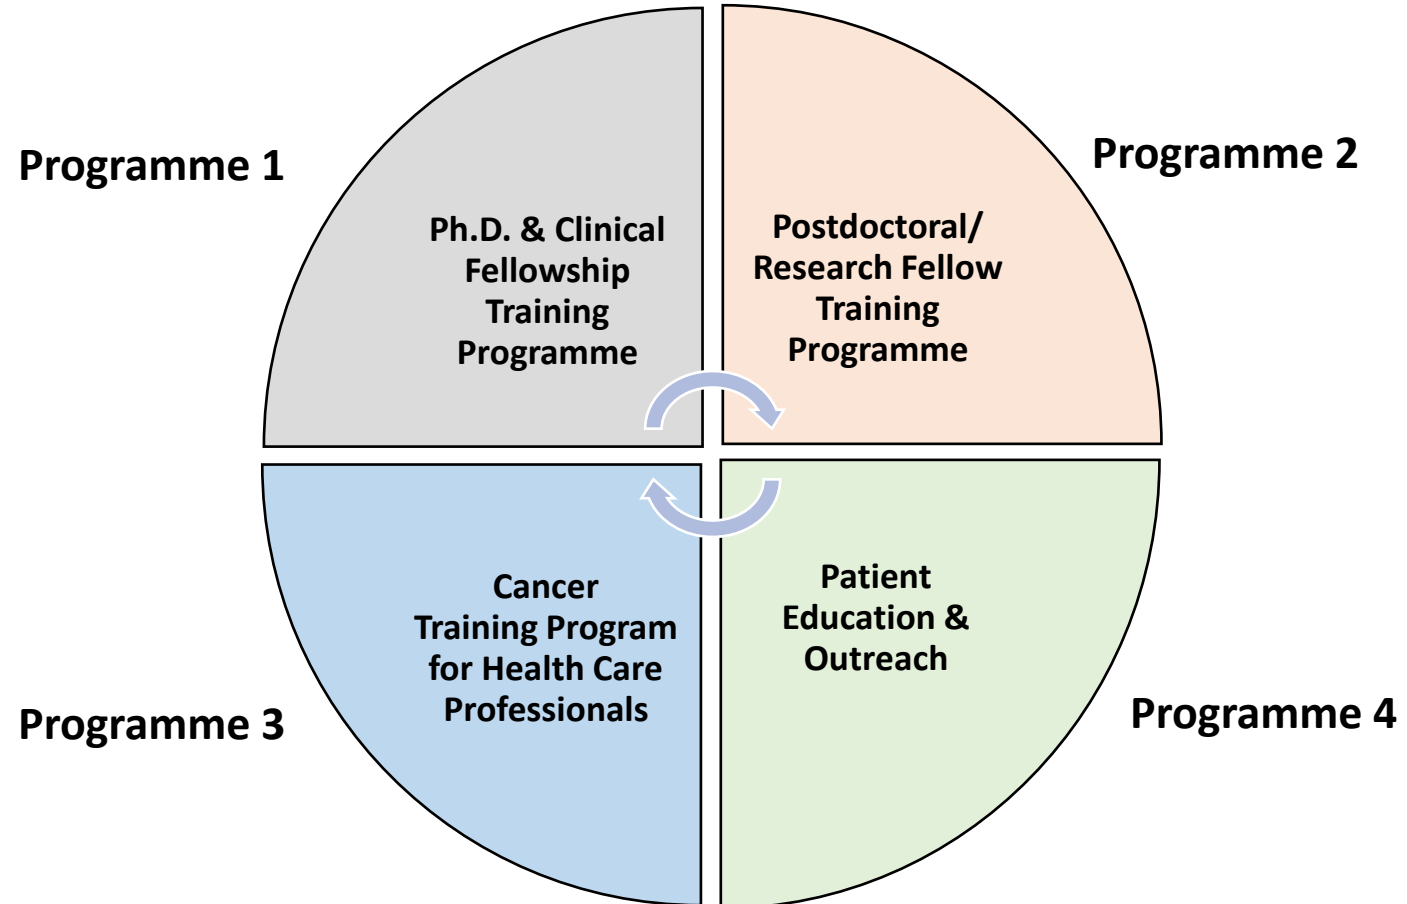 Programme 1
Ph.D. & Clinical
Fellowship
Training
Programme
Programme 2
Postdoctoral/
Research Fellow
Training
Programme
Programme 3
Cancer
Training Program
for Health Care
Professionals
Programme 4
Patient
Education &
Outreach